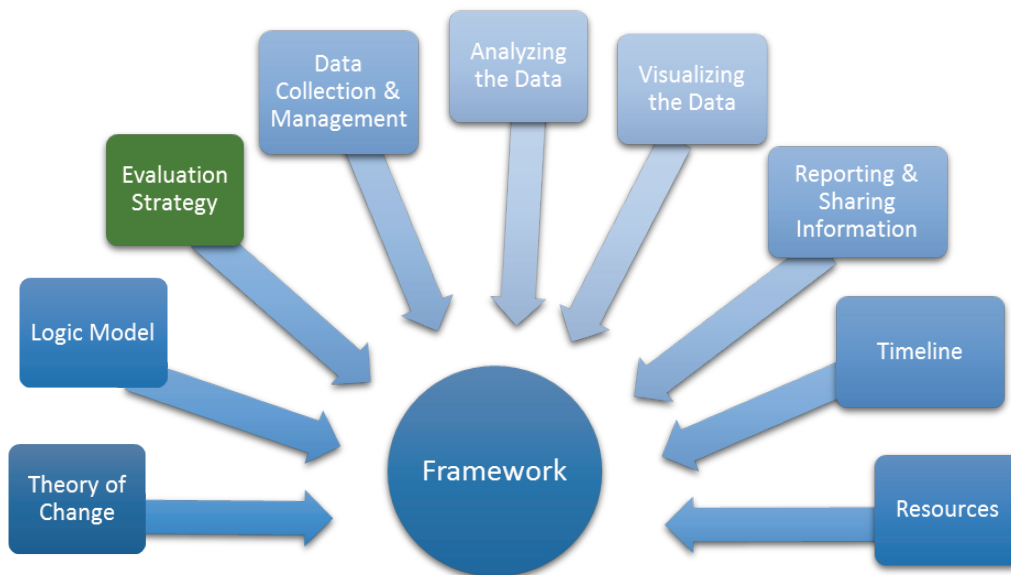 Theory of
Change
Logic Model
Evaluation
Strategy
Data
Collection &
Management
Analyzing
the Data
Visualizing
the Data
Reporting &
Sharing
Information
Timeline
Resources
Framework